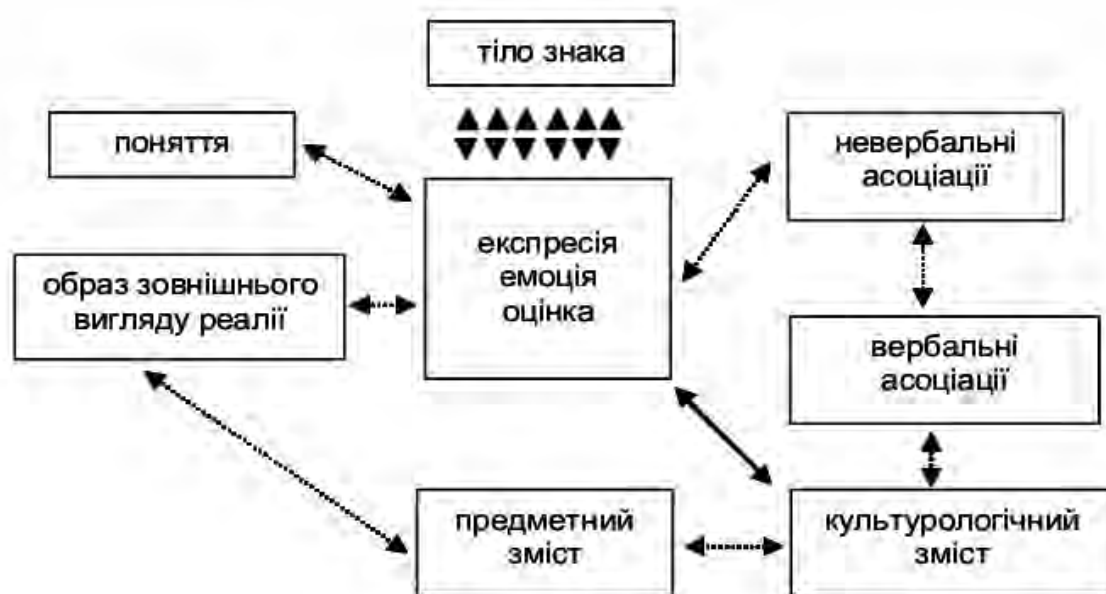 тіло знака
поняття
невербальні
асоціації
експресія
емоція
оцінка
образ зовнішнього
вигляду реалії
вербальні
асоціації
предметний
зміст
культурологічний
зміст